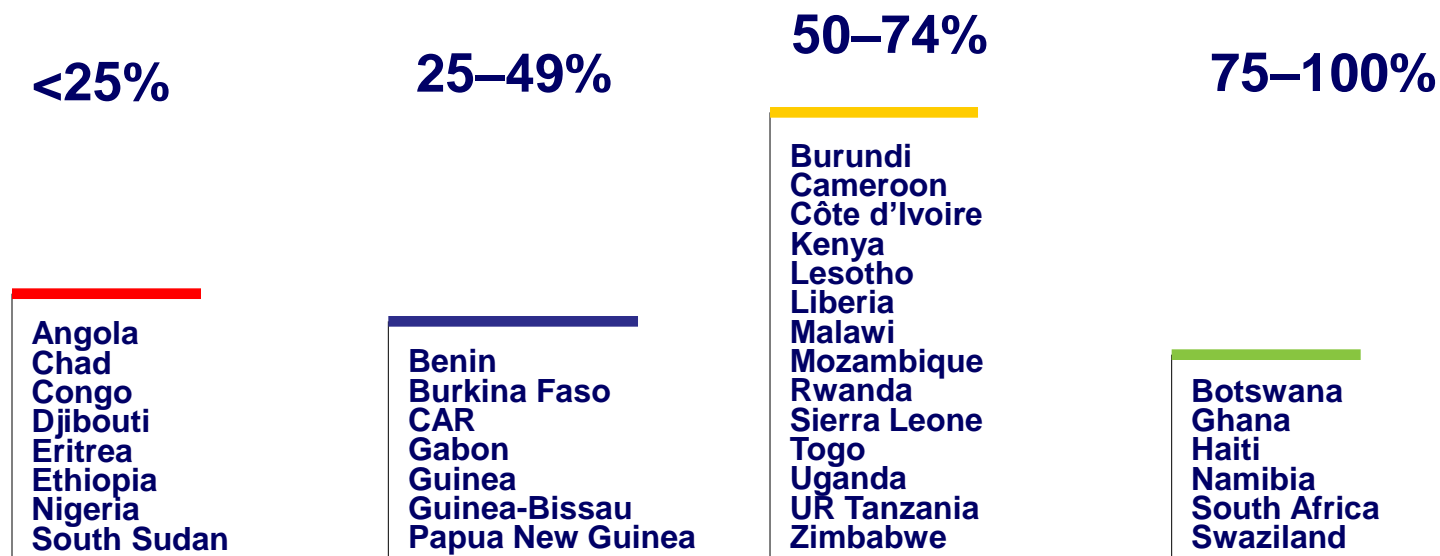 <25%
Angola
Chad
Congo
Djibouti
Eritrea
Ethiopia
Nigeria
South Sudan
25–49%
Benin
Burkina Faso
CAR
Gabon
Guinea
Guinea-Bissau
Papua New Guinea
50–74%
Burundi
Cameroon
Côte d’Ivoire
Kenya
Lesotho
Liberia
Malawi
Mozambique
Rwanda
Sierra Leone
Togo
Uganda
UR Tanzania
Zimbabwe
75–100%
Botswana
Ghana
Haiti
Namibia
South Africa
Swaziland